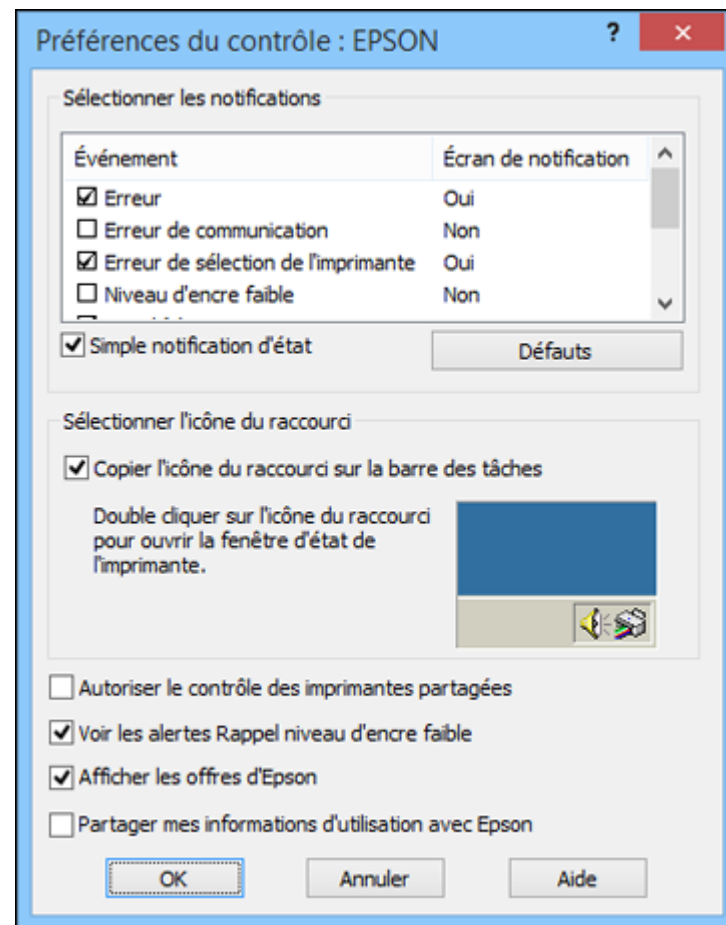 Préférences du contrôle : EPSON
?
Sélectionner les notifications
Événement Écran de notification
Erreur Oui
Erreur de communication Non
Erreur de sélection de l'imprimante Oui
Niveau d'encre faible Non
Simple notification d'état Défauts
Sélectionner l'icône du raccourci
Copier l'icône du raccourci sur la barre des tâches
Double cliquer sur l'icône du raccourci
pour ouvrir la fenêtre d'état de
l'imprimante.
Autoriser le contrôle des imprimantes partagées
Voir les alertes Rappel niveau d'encre faible
Afficher les offres d'Epson
Partager mes informations d'utilisation avec Epson
OK Annuler Aide